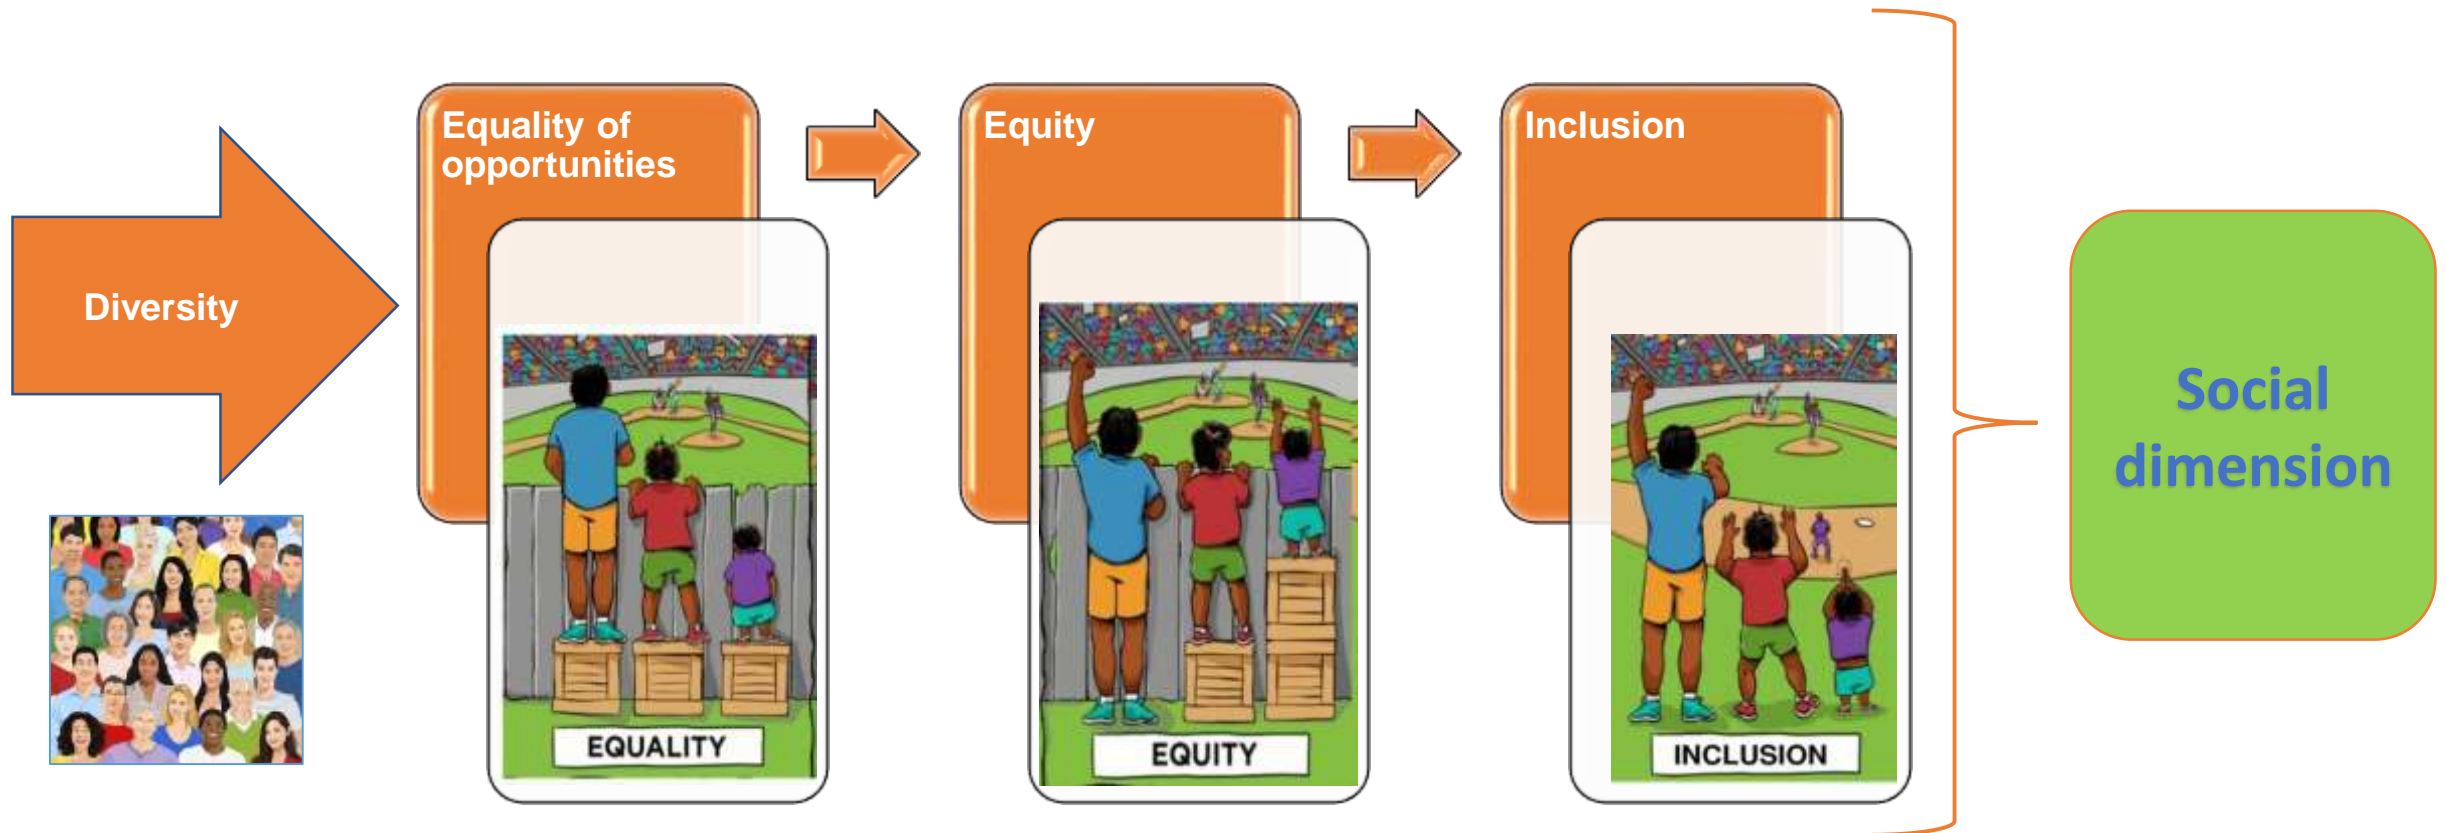 Diversity
Equality of
opportunities
EQUALITY
Equity
EQUITY
Inclusion
INCLUSION
Social
dimension